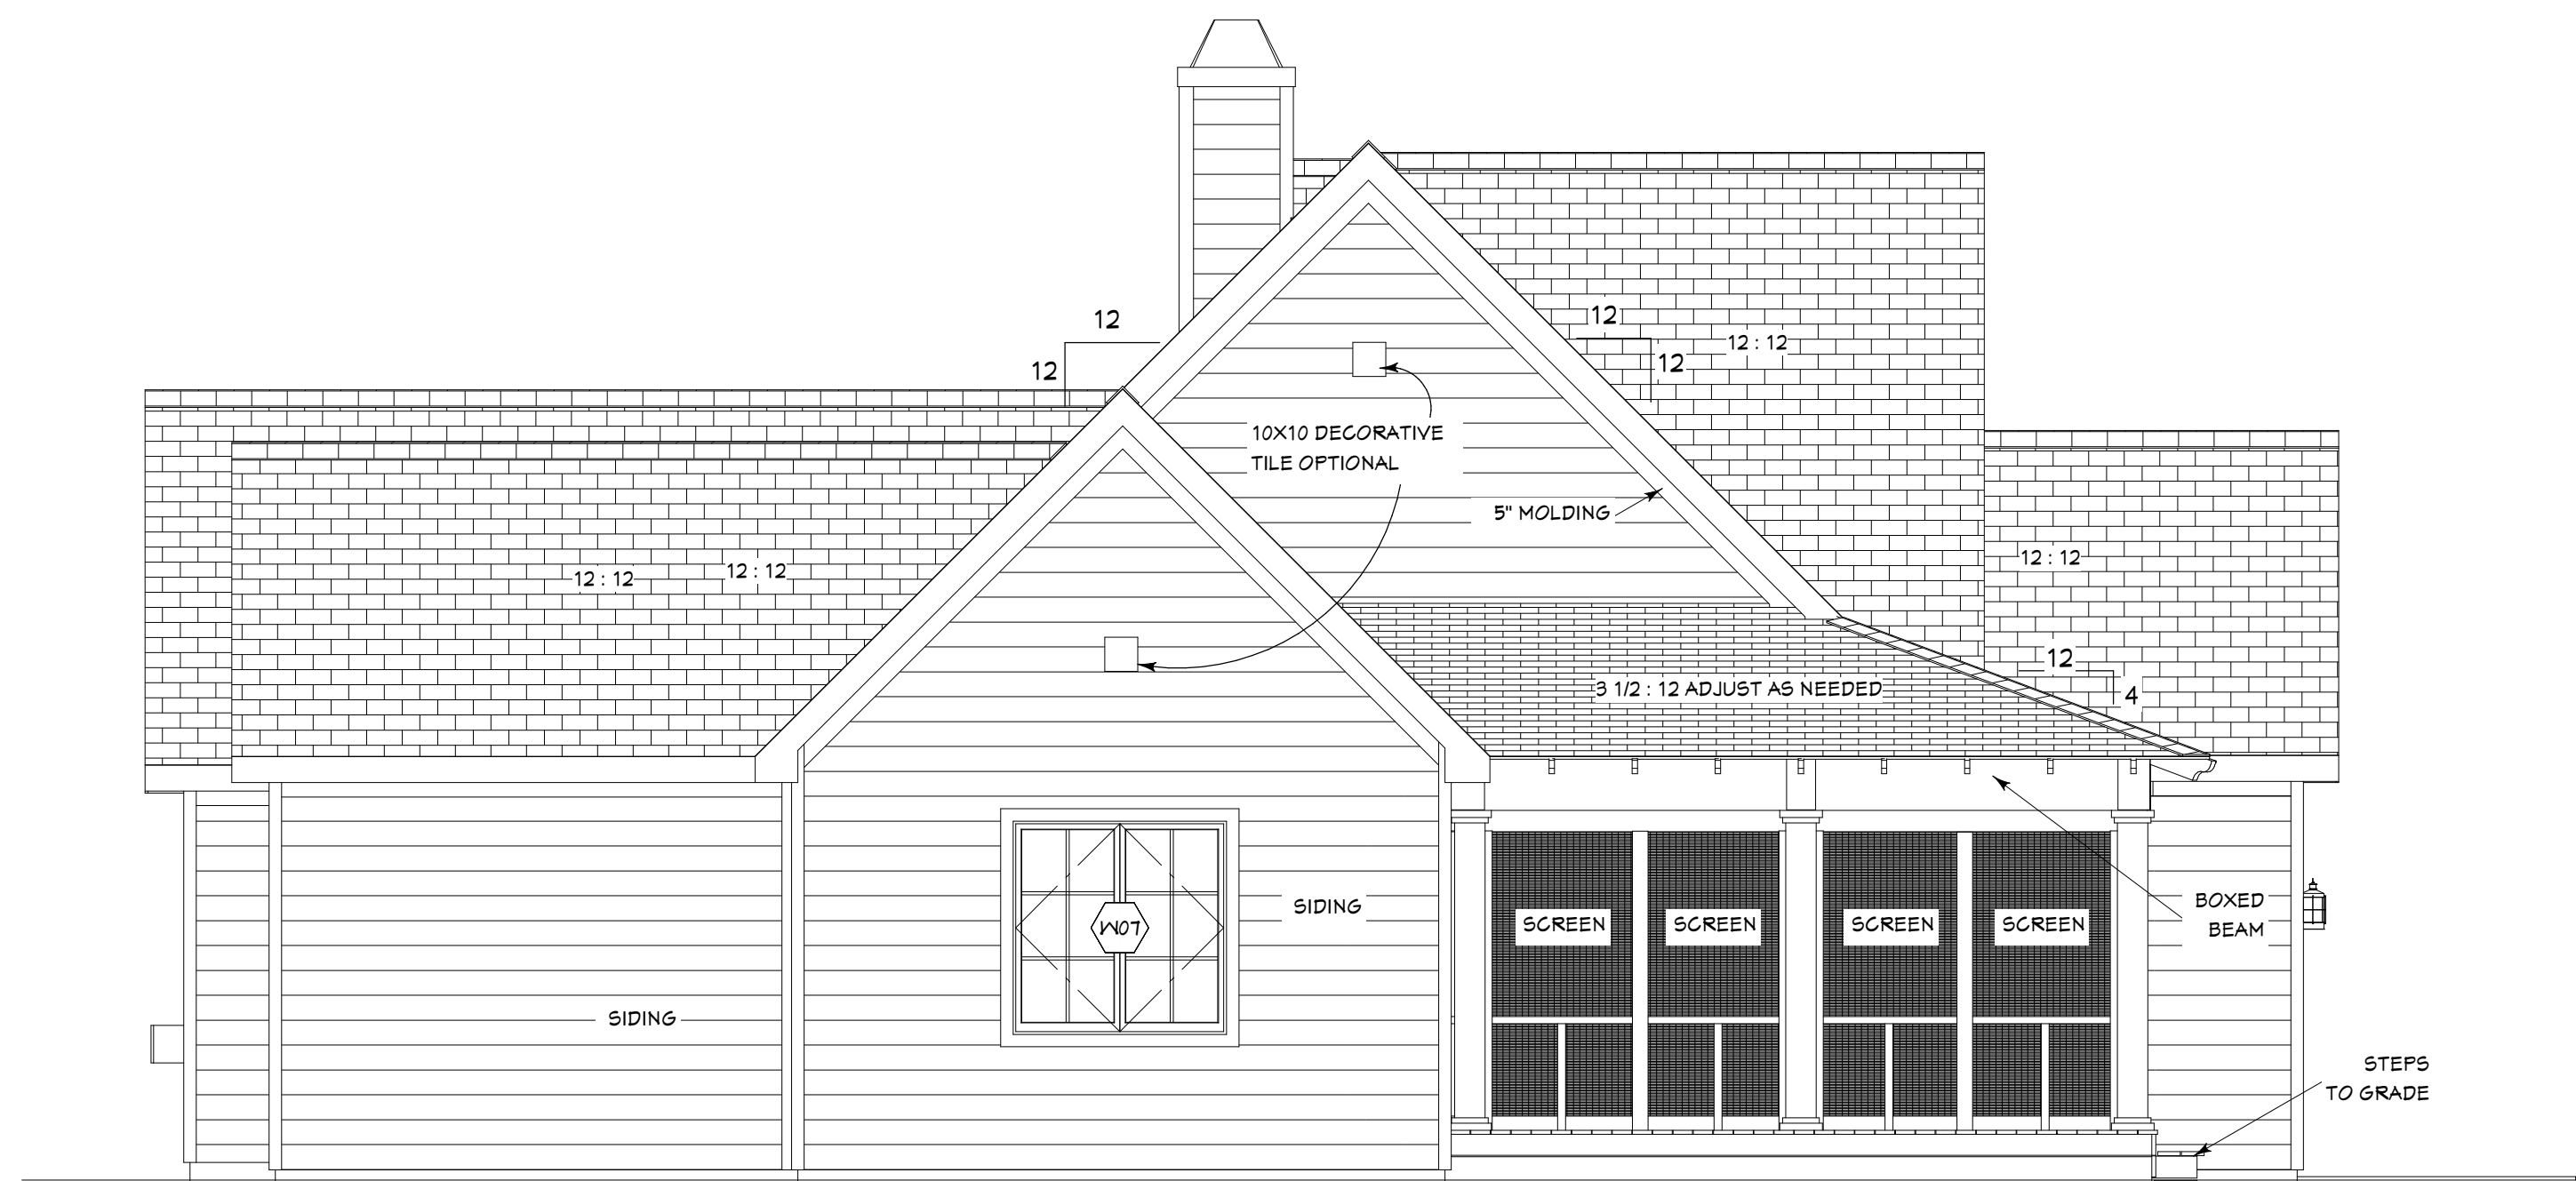 12
12
12
12
12 : 12
10X10 DECORATIVE
TILE OPTIONAL
5" MOLDING
12 : 12
12 : 12
12 : 12
12
4
3 1/2 : 12 ADJUST AS NEEDED
SIDING
W07
SCREEN
SCREEN
SCREEN
SCREEN
BOXED
BEAM
SIDING
STEPS
TO GRADE